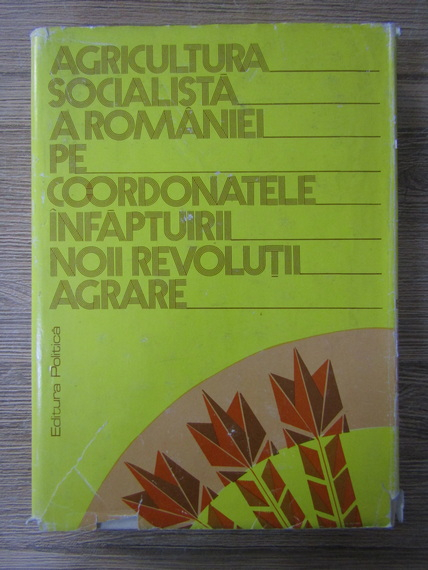 AGRICULTURA
SOCIALISTĂ
A ROMÂNIEI
PE
COORDONATELE
ÎNFĂPTUIRII
NOII REVOLUȚII
AGRARE
Editura Politică